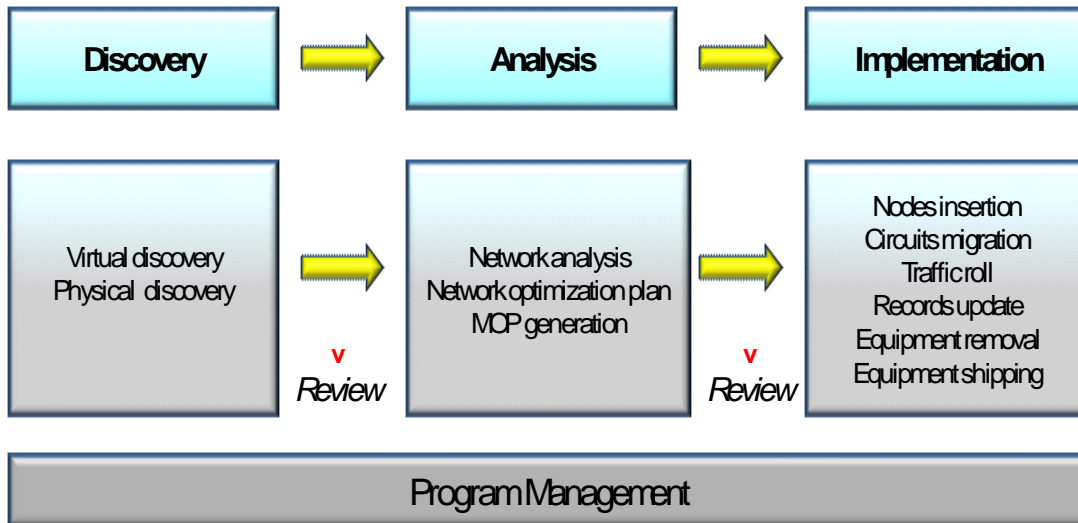 Discovery
Analysis
Implementation
Virtual discovery
Physical discovery
v
Review
Network analysis
Network optimization plan
MOP generation
v
Review
Nodes insertion
Circuits migration
Traffic roll
Records update
Equipment removal
Equipment shipping
Program Management